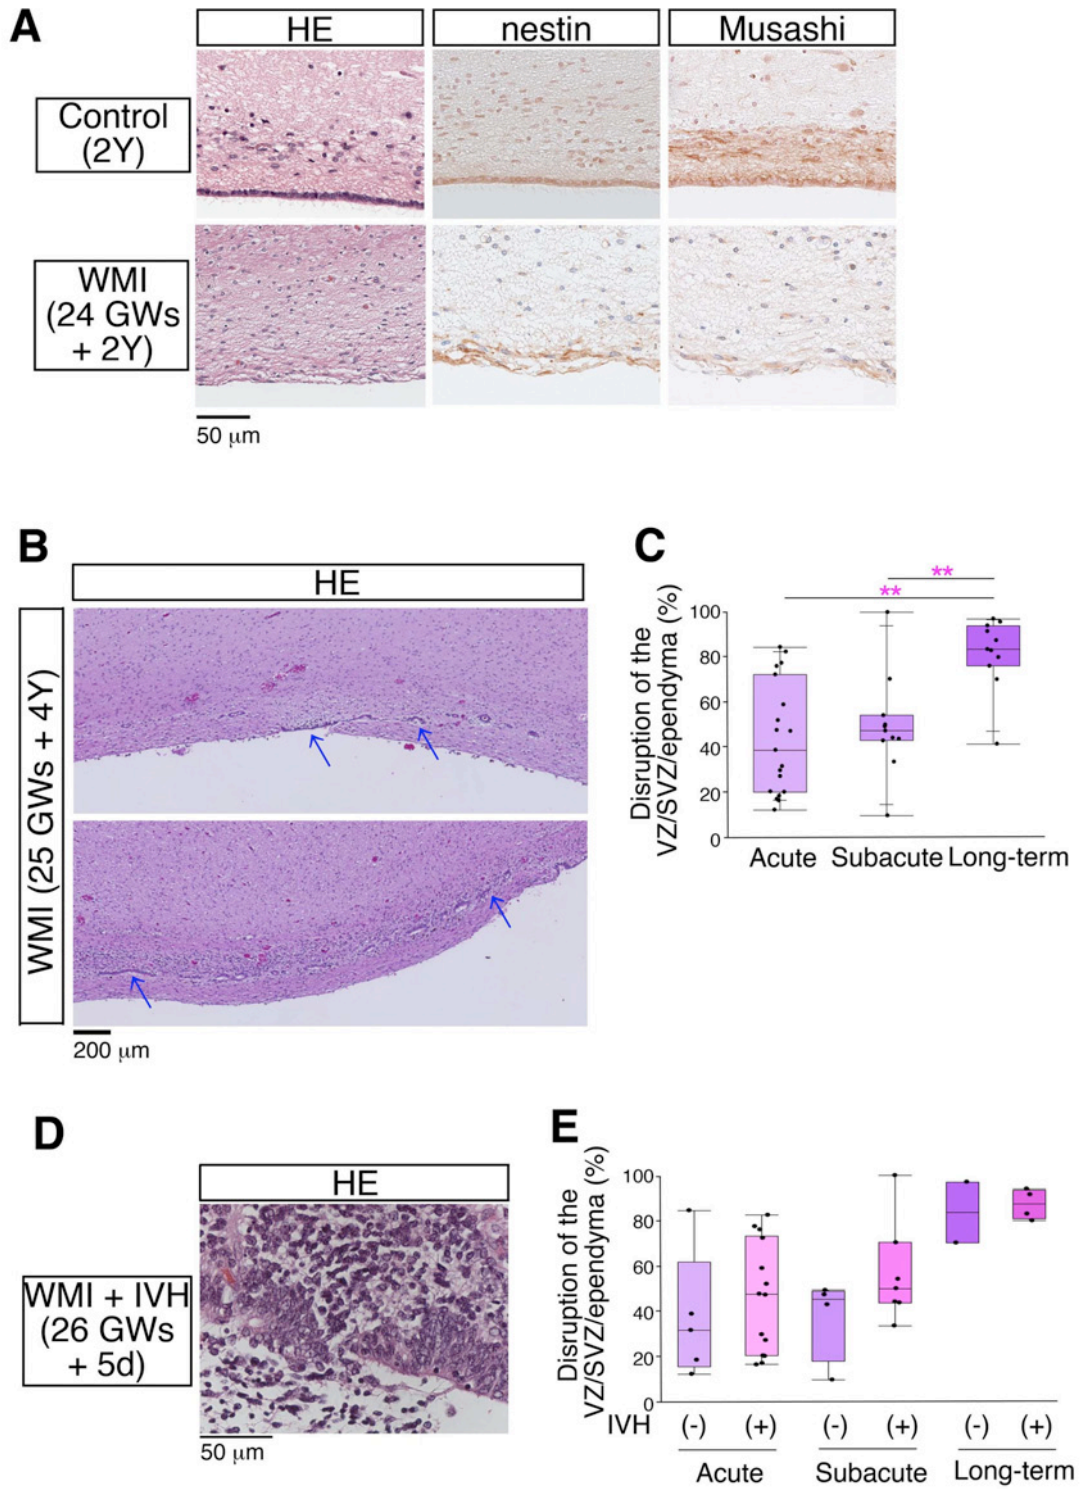 A
HE
nestin
Musashi
Control
(2Y)
WMI
(24 GWs
+ 2Y)
50 μm
B
HE
WMI (25 GWs + 4Y)
200 μm
C
**
**
Disruption of the
VZ/SVZ/ependyma (%)
100
80
60
40
20
0
Acute Subacute Long-term
D
HE
WMI + IVH
(26 GWs
+ 5d)
50 μm
E
Disruption of the
VZ/SVZ/ependyma (%)
100
80
60
40
20
0
IVH (-) (+) (-) (+) (-) (+)
Acute Subacute Long-term